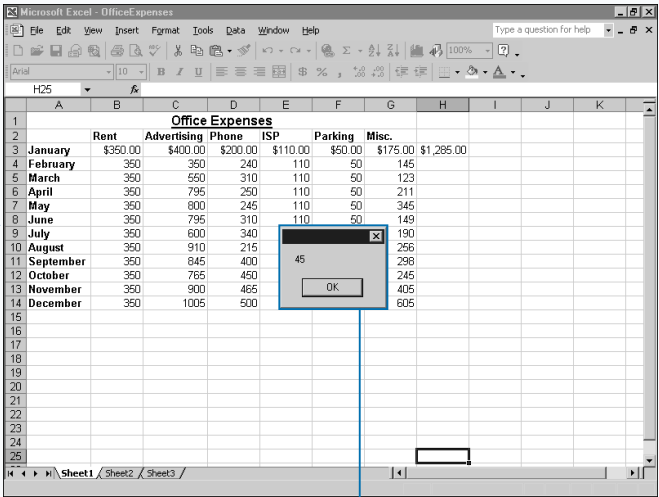 Microsoft Excel - OfficeExpenses
File Edit View Insert Format Tools Data Window Help Type a question for help
100%
Arial 10 B I U $ % ,
H25 fx
A B C D E F G H I J K
1 Office Expenses
2 Rent Advertising Phone ISP Parking Misc.
3 January $350.00 $400.00 $200.00 $110.00 $50.00 $175.00 $1,285.00
4 February 350 350 240 110 50 145
5 March 350 550 310 110 50 123
6 April 350 795 250 110 50 211
7 May 350 800 245 110 50 345
8 June 350 795 310 110 50 149
9 July 350 600 340 190
10 August 350 910 215 256
11 September 350 845 400 298
12 October 350 765 450 245
13 November 350 900 465 405
14 December 350 1005 500 605
45
OK
15
16
17
18
19
20
21
22
23
24
25
Sheet1 Sheet2 Sheet3